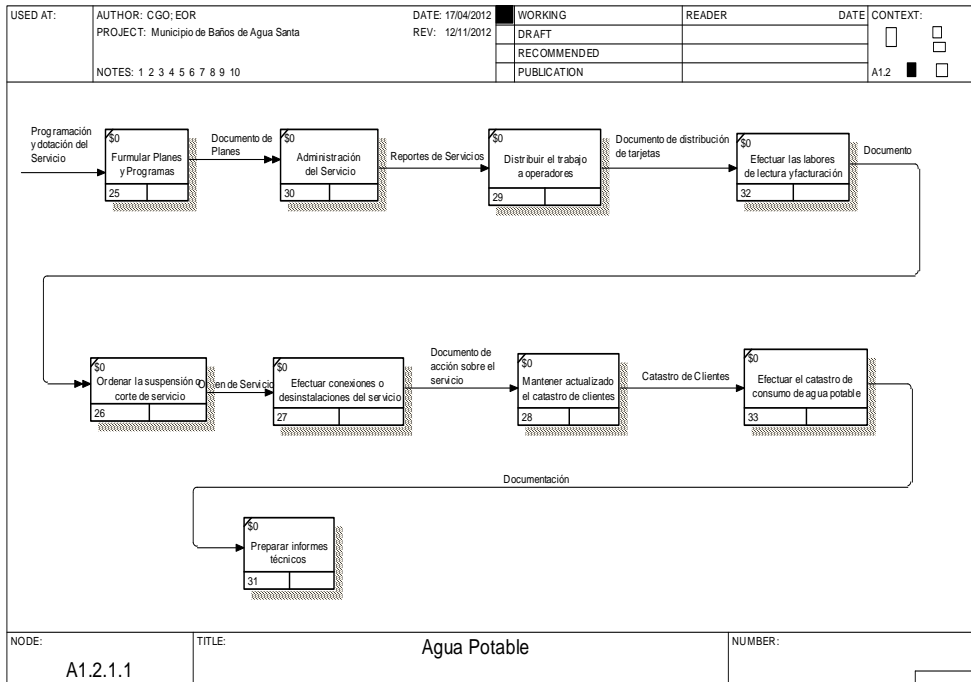 USED AT:
AUTHOR: CGO; EOR
DATE: 17/04/2012
REV: 12/11/2012
PROJECT: Municipio de Baños de Agua Santa
NOTES: 1 2 3 4 5 6 7 8 9 10
WORKING
DRAFT
RECOMMENDED
PUBLICATION
READER
DATE
CONTEXT:
A1.2
Programación
y dotación del
Servicio
$0
Furmular Planes
y Programas
25
Documento de
Planes
$0
Administración
del Servicio
30
Reportes de Servicios
$0
Distribuir el trabajo
a operadores
29
Documento de distribución
de tarjetas
$0
Efectuar las labores
de lectura y facturación
32
Documento
$0
Ordenar la suspensión o
corte de servicio
26
de Servicio
$0
Efectuar conexiones o
desinstalaciones del servicio
27
Documento de
acción sobre el
servicio
$0
Mantener actualizado
el catastro de clientes
28
Catastro de Clientes
$0
Efectuar el catastro de
consumo de agua potable
33
Documentación
$0
Preparar informes
técnicos
31
NODE:
A1.2.1.1
TITLE:
Agua Potable
NUMBER: